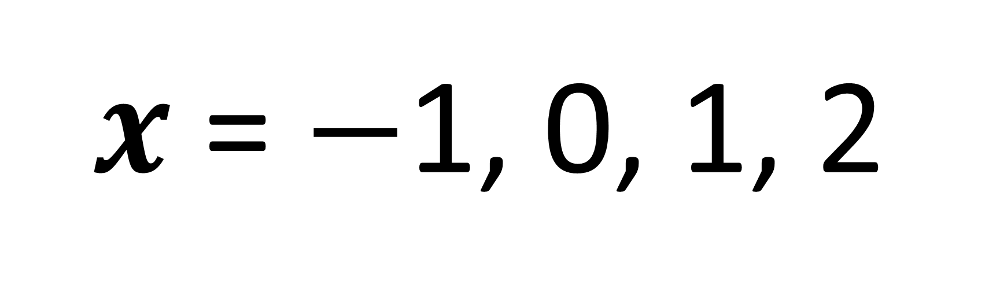 x = −1, 0, 1, 2